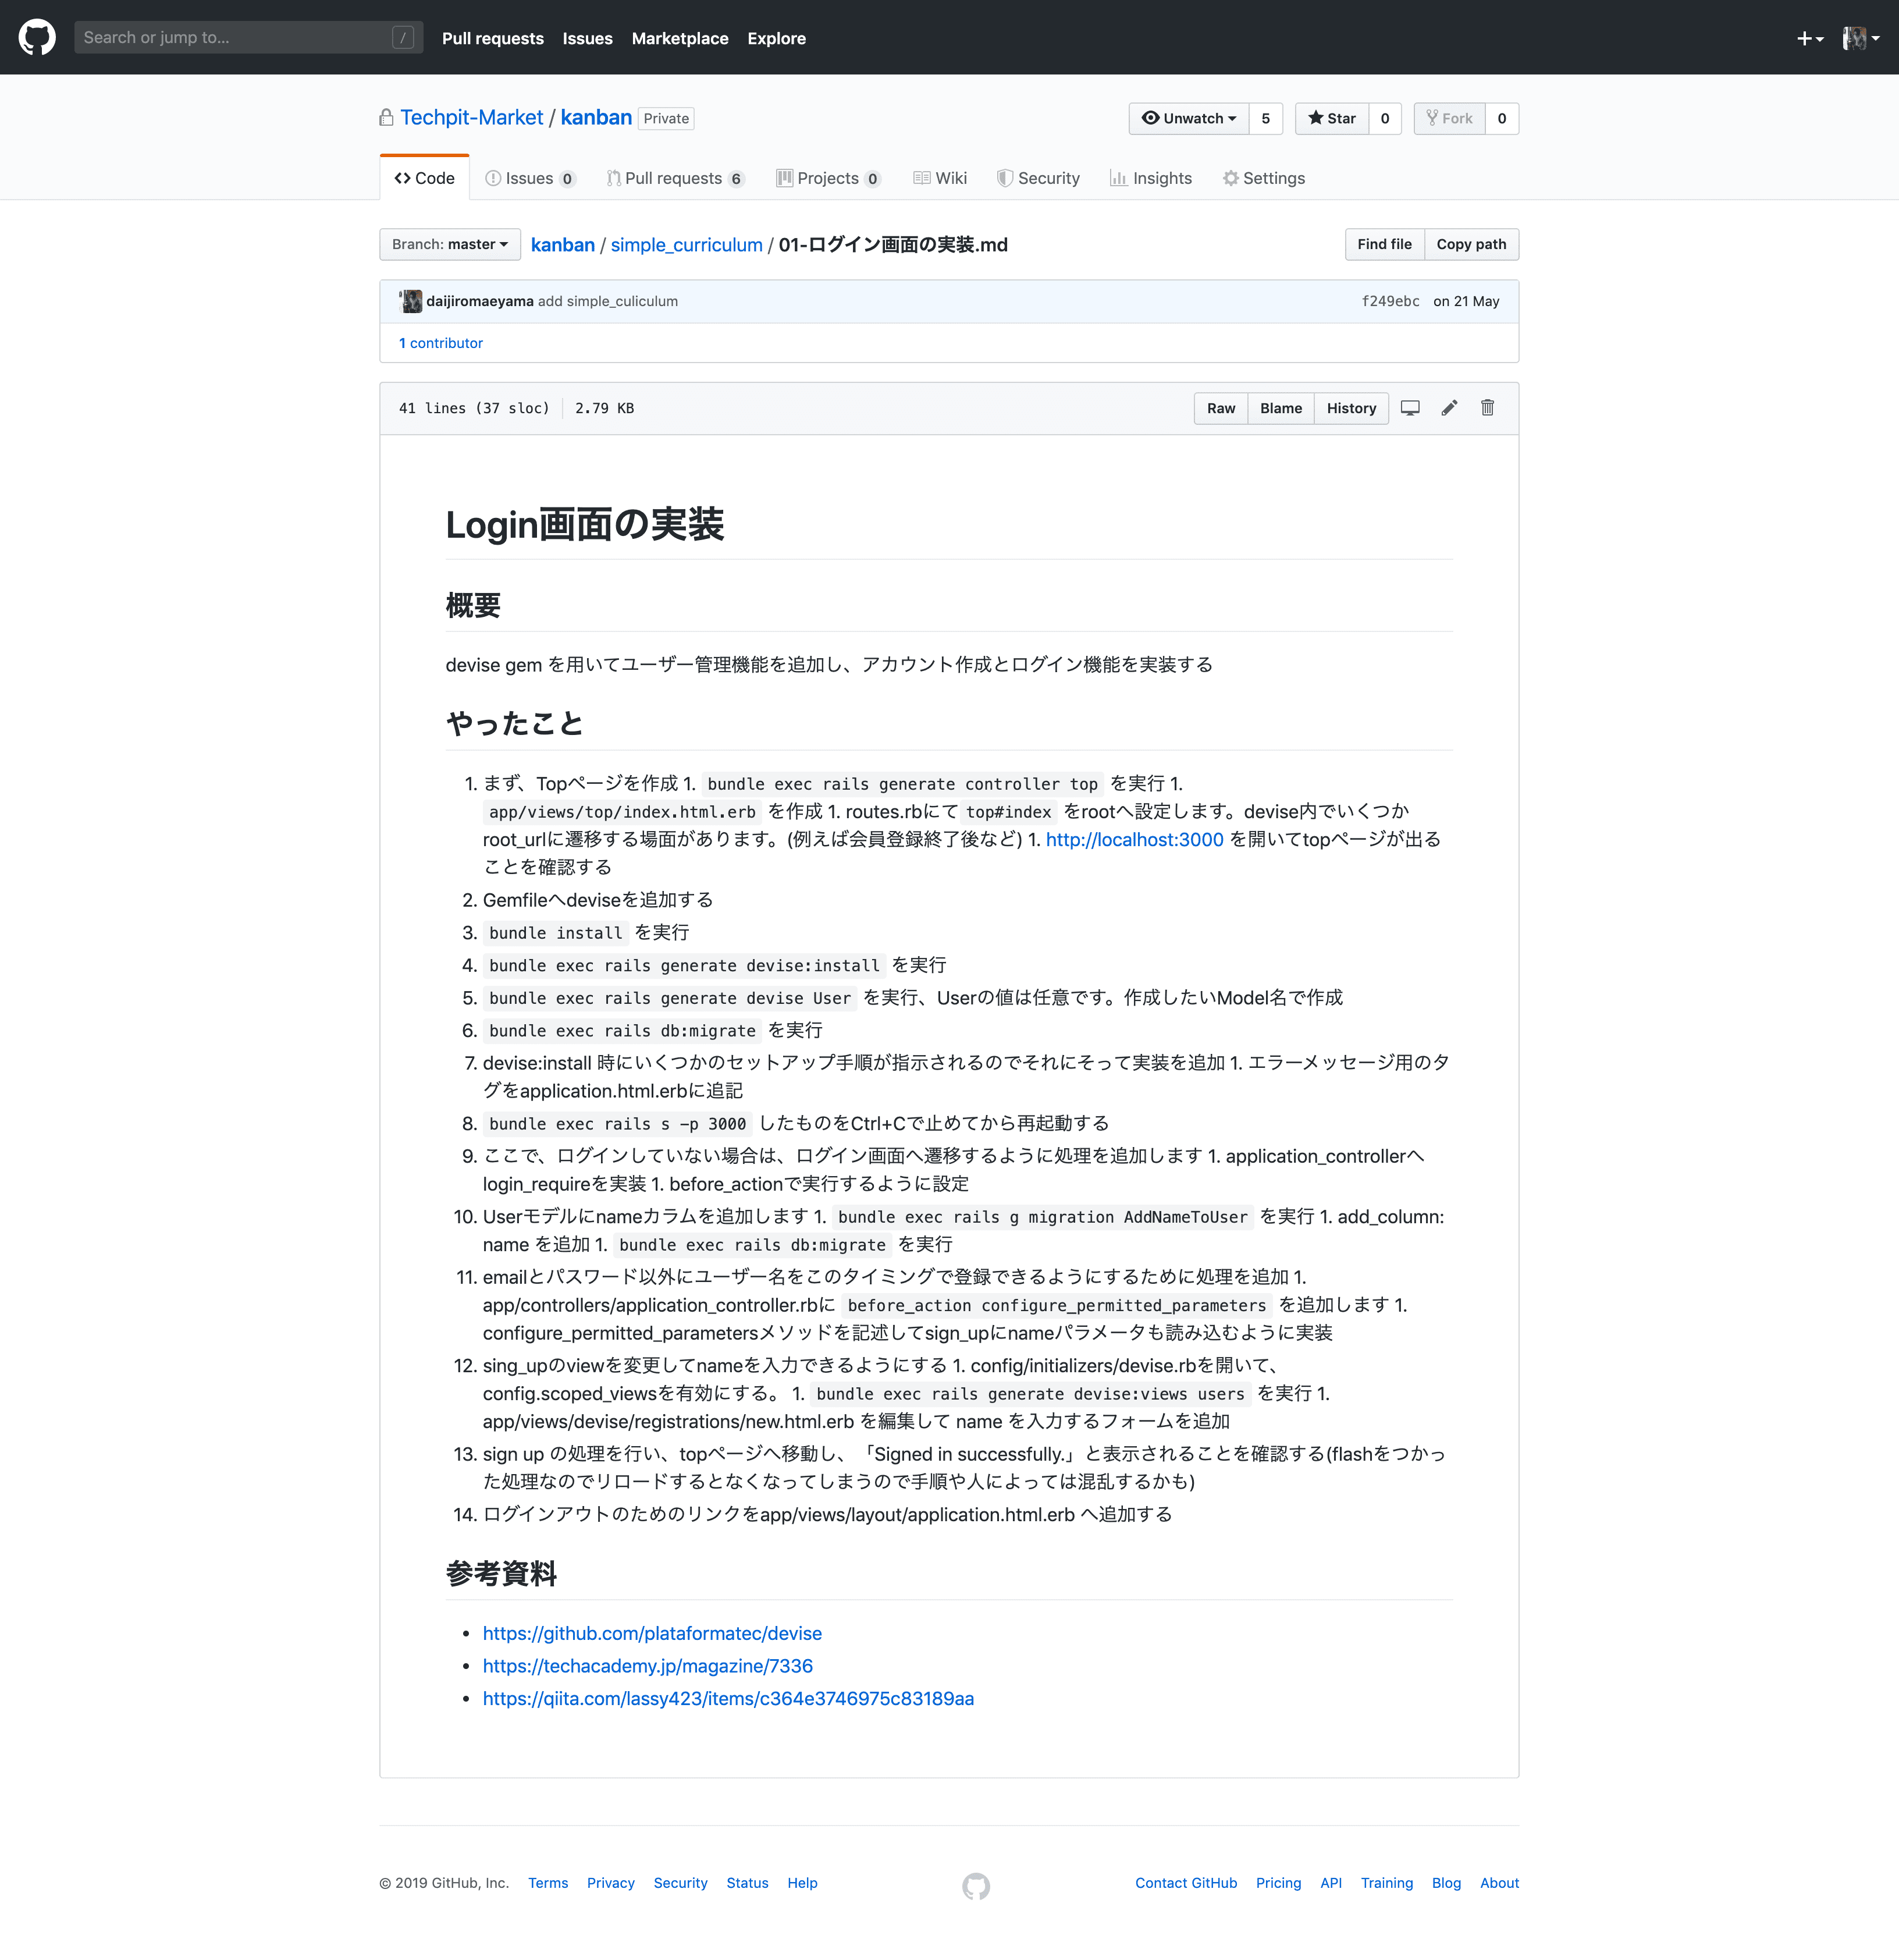 Search or jump to... /
Pull requests Issues Marketplace Explore
Techpit-Market / kanban Private
Unwatch 5 Star 0 Fork 0
Code Issues 0 Pull requests 6 Projects 0 Wiki Security Insights Settings
Branch: master kanban / simple_curriculum / 01-ログイン画面の実装.md Find file Copy path
daijiromaeyama add simple_culiculum f249ebc on 21 May
1 contributor
41 lines (37 sloc) 2.79 KB Raw Blame History
Login画面の実装
概要
devise gem を用いてユーザー管理機能を追加し、アカウント作成とログイン機能を実装する
やったこと
1. まず、Topページを作成 1. bundle exec rails generate controller top を実行 1.
app/views/top/index.html.erb を作成 1. routes.rbにて top#index をrootへ設定します。devise内でいくつか
root_urlに遷移する場面があります。(例えば会員登録終了後など) 1. http://localhost:3000 を開いてtopページが出る
ことを確認する
2. Gemfileへdeviseを追加する
3. bundle install を実行
4. bundle exec rails generate devise:install を実行
5. bundle exec rails generate devise User を実行、Userの値は任意です。作成したいModel名で作成
6. bundle exec rails db:migrate を実行
7. devise:install 時にいくつかのセットアップ手順が指示されるのでそれにそって実装を追加 1. エラーメッセージ用のタ
グをapplication.html.erbに追記
8. bundle exec rails s -p 3000 したものをCtrl+Cで止めてから再起動する
9. ここで、ログインしていない場合は、ログイン画面へ遷移するように処理を追加します 1. application_controllerへ
login_requireを実装 1. before_actionで実行するように設定
10. Userモデルにnameカラムを追加します 1. bundle exec rails g migration AddNameToUser を実行 1. add_column:
name を追加 1. bundle exec rails db:migrate を実行
11. emailとパスワード以外にユーザー名をこのタイミングで登録できるようにするために処理を追加 1.
app/controllers/application_controller.rbに before_action configure_permitted_parameters を追加します 1.
configure_permitted_parametersメソッドを記述してsign_upにnameパラメータも読み込むように実装
12. sing_upのviewを変更してnameを入力できるようにする 1. config/initializers/devise.rbを開いて、
config.scoped_viewsを有効にする。 1. bundle exec rails generate devise:views users を実行 1.
app/views/devise/registrations/new.html.erb を編集して name を入力するフォームを追加
13. sign up の処理を行い、topページへ移動し、「Signed in successfully.」と表示されることを確認する(flashをつかっ
た処理なのでリロードするとなくなってしまうので手順や人によっては混乱するかも)
14. ログインアウトのためのリンクをapp/views/layout/application.html.erb へ追加する
参考資料
• https://github.com/plataformatec/devise
• https://techacademy.jp/magazine/7336
• https://qiita.com/lassy423/items/c364e3746975c83189aa
© 2019 GitHub, Inc. Terms Privacy Security Status Help Contact GitHub Pricing API Training Blog About